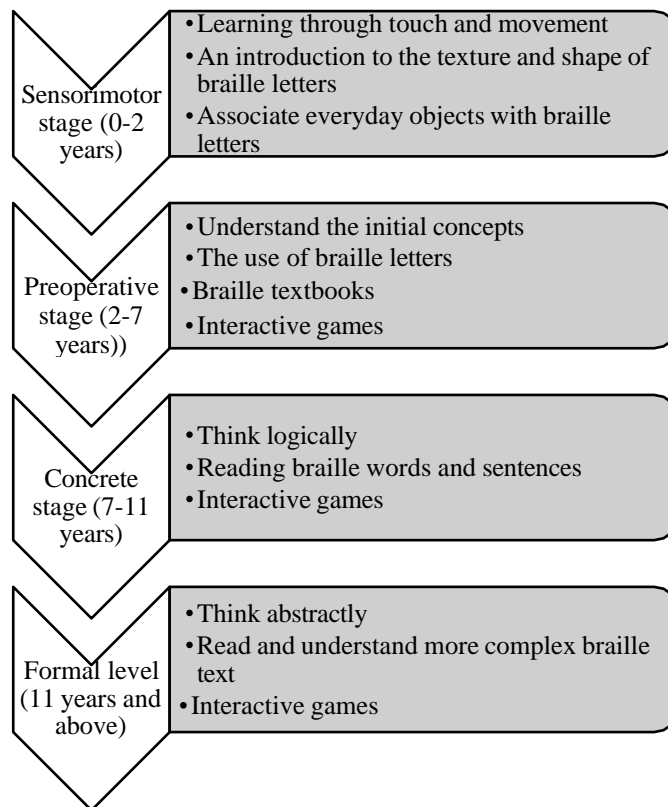 Sensorimotor
stage (0-2
years)
•Learning through touch and movement
•An introduction to the texture and shape of
braille letters
•Associate everyday objects with braille
letters
Preoperative
stage (2-7
years))
•Understand the initial concepts
•The use of braille letters
•Braille textbooks
•Interactive games
Concrete
stage (7-11
years)
•Think logically
•Reading braille words and sentences
•Interactive games
Formal level
(11 years and
above)
•Think abstractly
•Read and understand more complex braille
text
•Interactive games